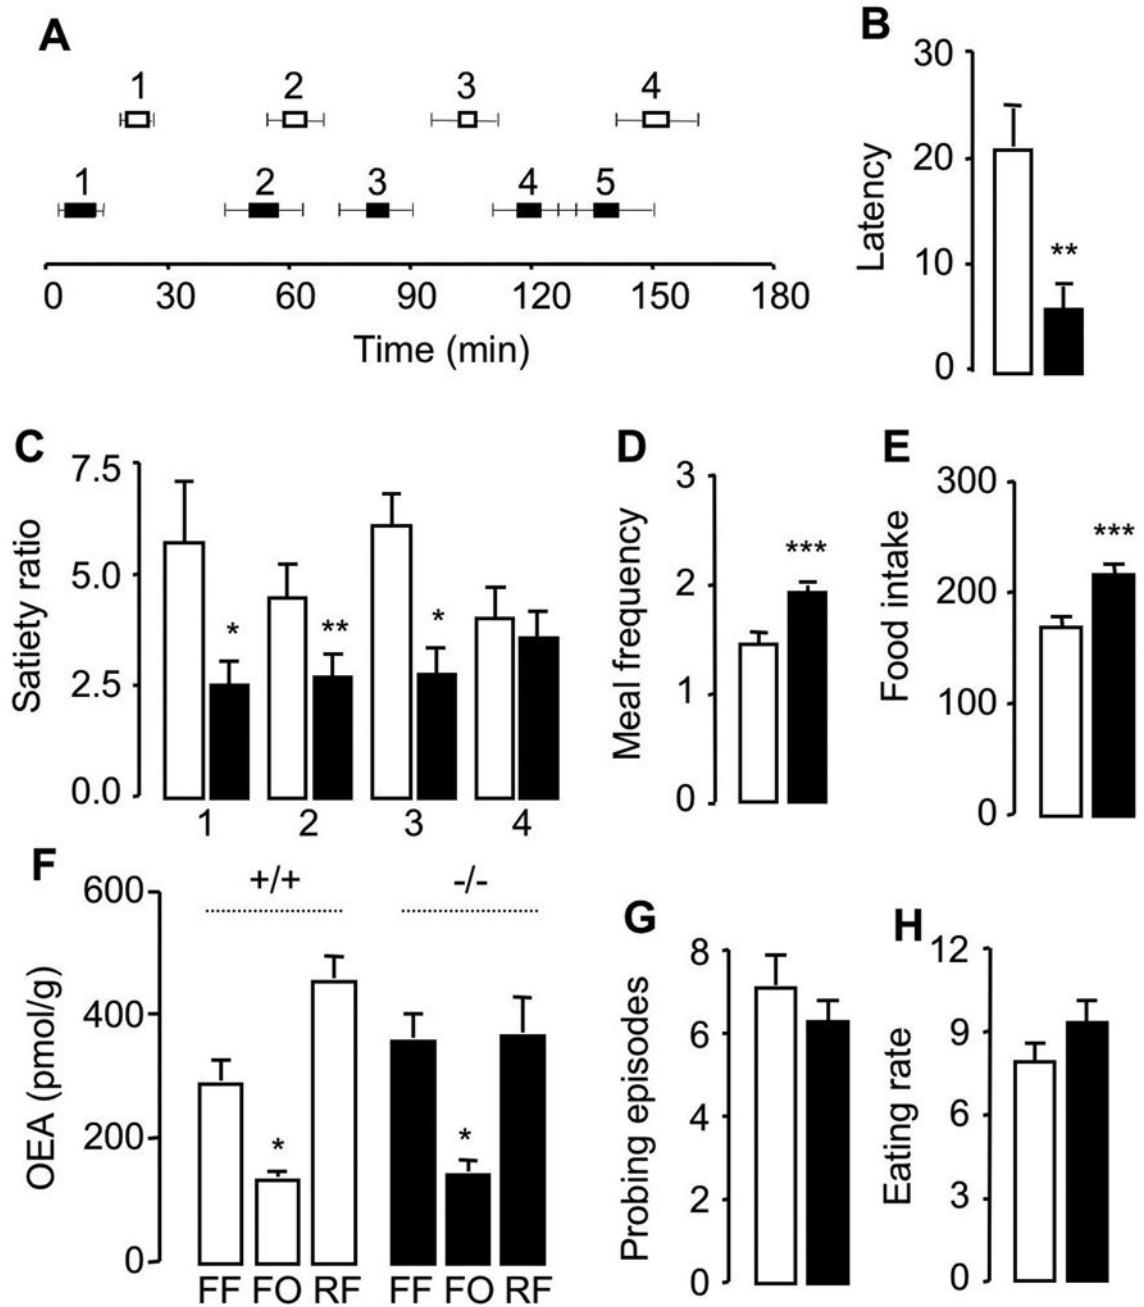 A
1 2 3 4
1 2 3 4 5
0 30 60 90 120 150 180
Time (min)
B
30
20
10
0
Latency
**
C
7.5
5.0
2.5
0.0
Satiety ratio
* ** *
1 2 3 4
D
3
2
1
0
Meal frequency
***
E
300
200
100
0
Food intake
***
F
+/+ -/-
600
400
200
0
OEA (pmol/g)
* *
FF FO RF FF FO RF
G
8
6
4
2
0
Probing episodes
H
12
9
6
3
0
Eating rate